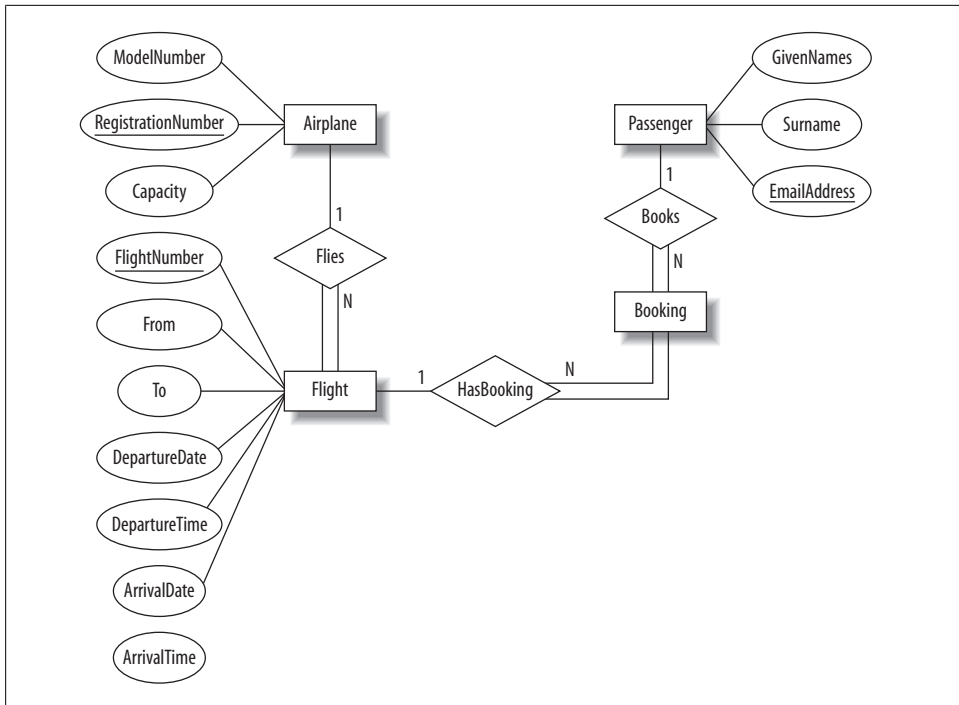 ModelNumber
GivenNames
RegistrationNumber
Airplane
Passenger
Surname
Capacity
1
1
EmailAddress
Books
FlightNumber
Flies
N
N
Booking
From
N
To
Flight
1
HasBooking
DepartureDate
DepartureTime
ArrivalDate
ArrivalTime